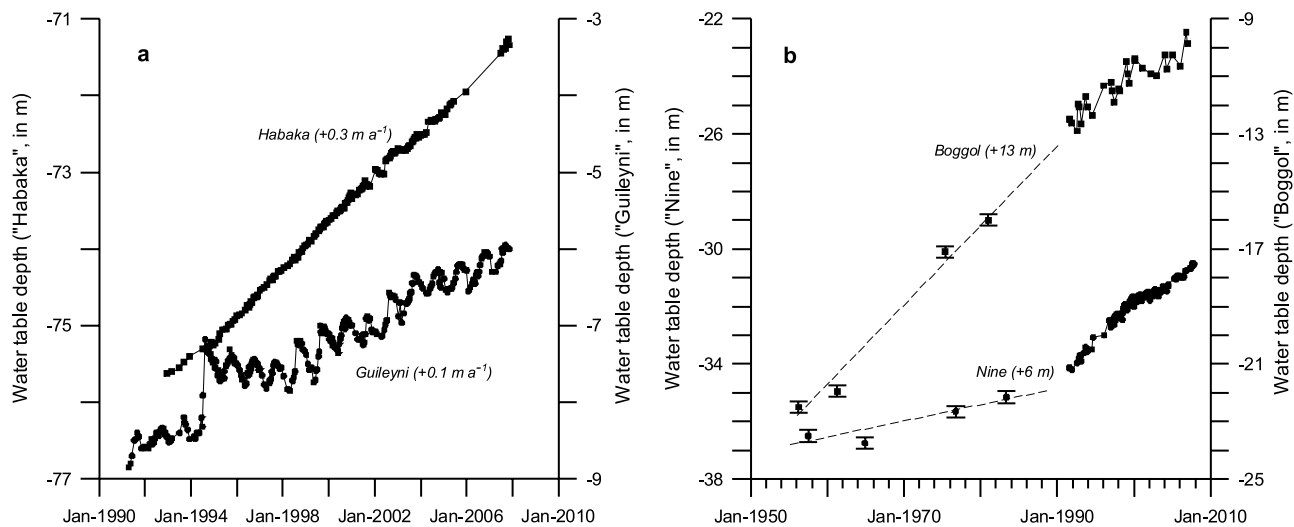 a
Water table depth ("Habaka", in m)
-71
-73
-75
-77
Habaka (+0.3 m a⁻¹)
Guileyni (+0.1 m a⁻¹)
-3
-5
-7
-9
Water table depth ("Guileyni", in m)
Jan-1990 Jan-1994 Jan-1998 Jan-2002 Jan-2006 Jan-2010
b
Water table depth ("Nine", in m)
-22
-26
-30
-34
-38
Boggol (+13 m)
Nine (+6 m)
-9
-13
-17
-21
-25
Water table depth ("Boggol", in m)
Jan-1950 Jan-1970 Jan-1990 Jan-2010